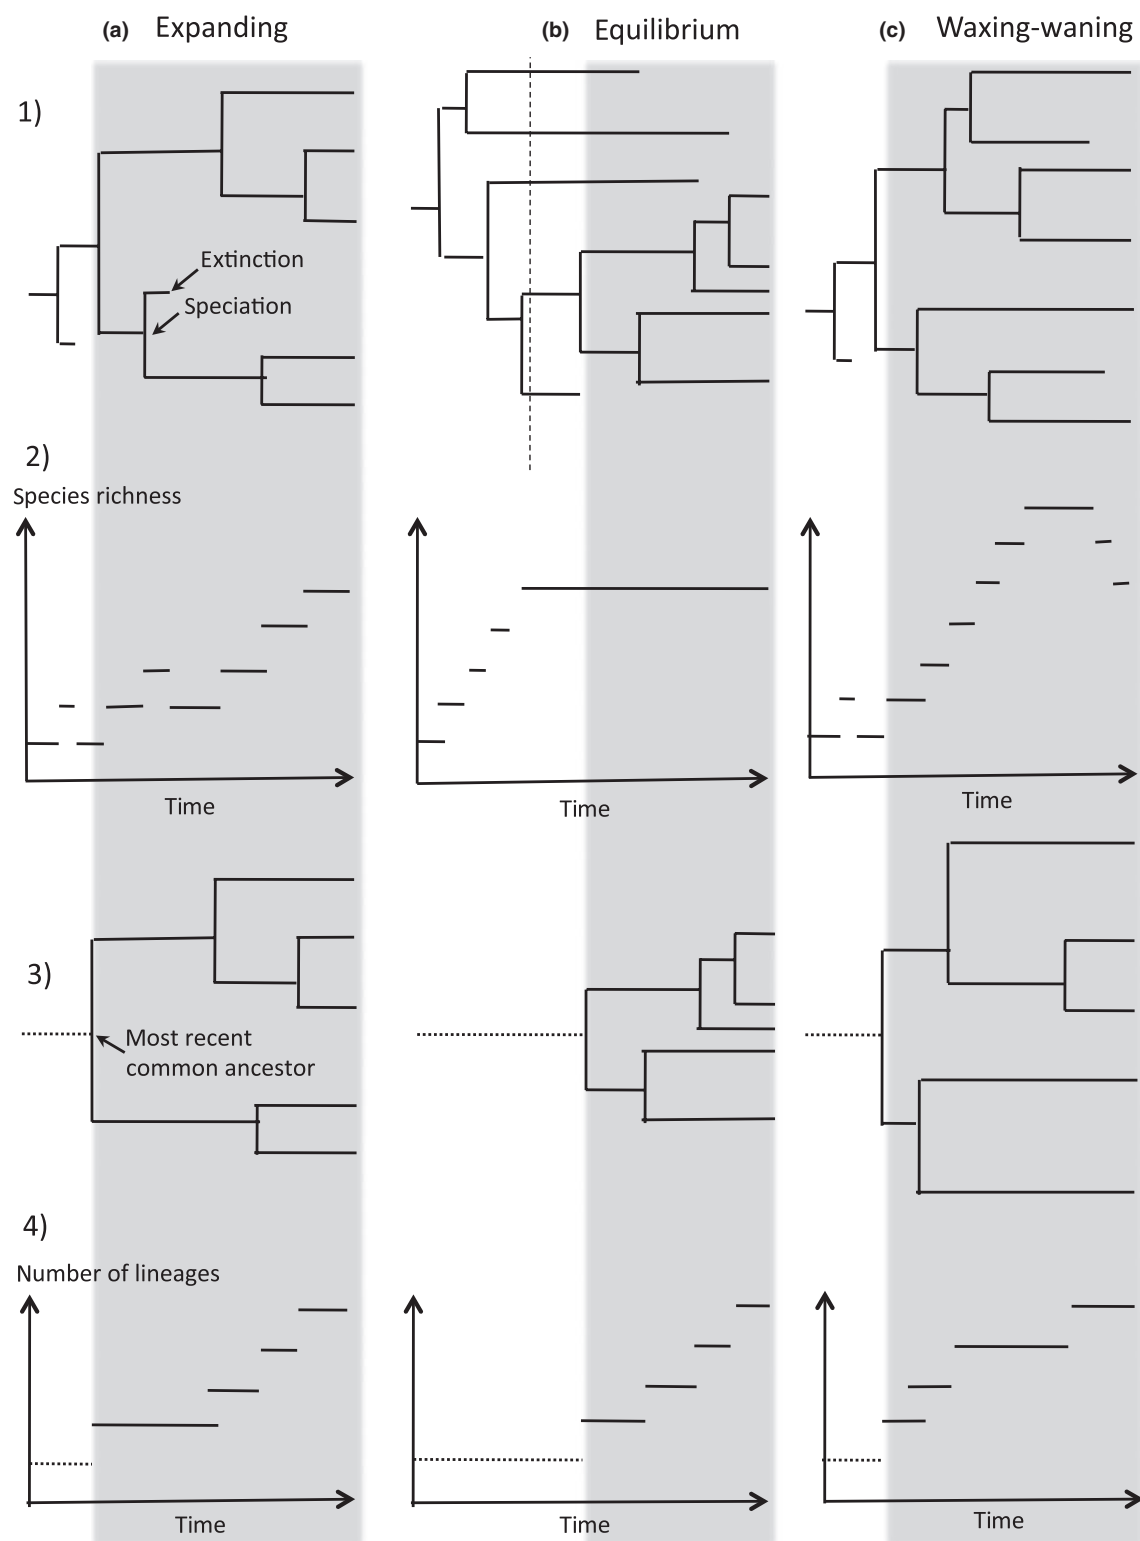 (a) Expanding
(b) Equilibrium
(c) Waxing-waning
1)
Extinction
Speciation
2)
Species richness
Time
Time
Time
3)
Most recent
common ancestor
4)
Number of lineages
Time
Time
Time